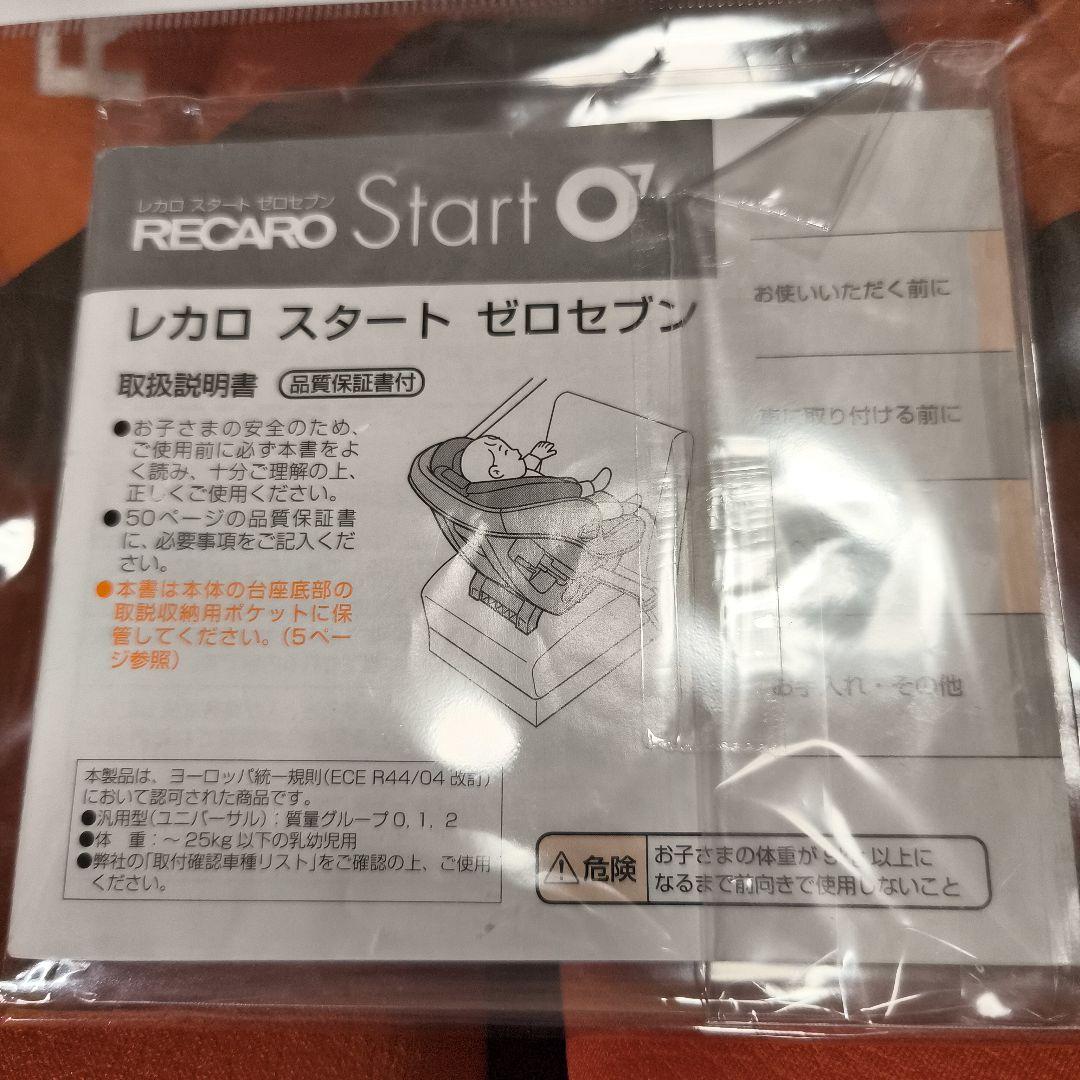 レカロ スタート ゼロセブン
RECARO Start 07
レカロ スタート ゼロセブン
取扱説明書 品質保証書付
●お子さまの安全のため、
ご使用前に必ず本書をよ
く読み、十分ご理解の上、
正しくご使用ください。
●50ページの品質保証書
に、必要事項をご記入くだ
さい。
●本書は本体の台座底部の
取説収納用ポケットに保
管してください。(5ペー
ジ参照)
本製品は、ヨーロッパ統一規則(ECE R44/04 改訂)
において認可された商品です。
●汎用型(ユニバーサル):質量グループ0, 1, 2
●体 重:~25kg以下の乳幼児用
●弊社の「取付確認車種リスト」をご確認の上、ご使用
ください。
お使いいただく前に
車に取り付ける前に
お手入れ・その他
危険
お子さまの体重が 以上に
なるまで前向きで使用しないこと